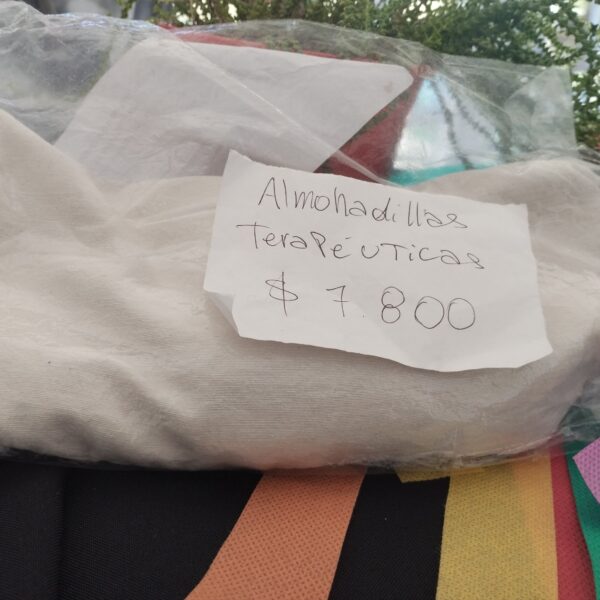 Almohadillas
Terapéuticas
$ 7.800